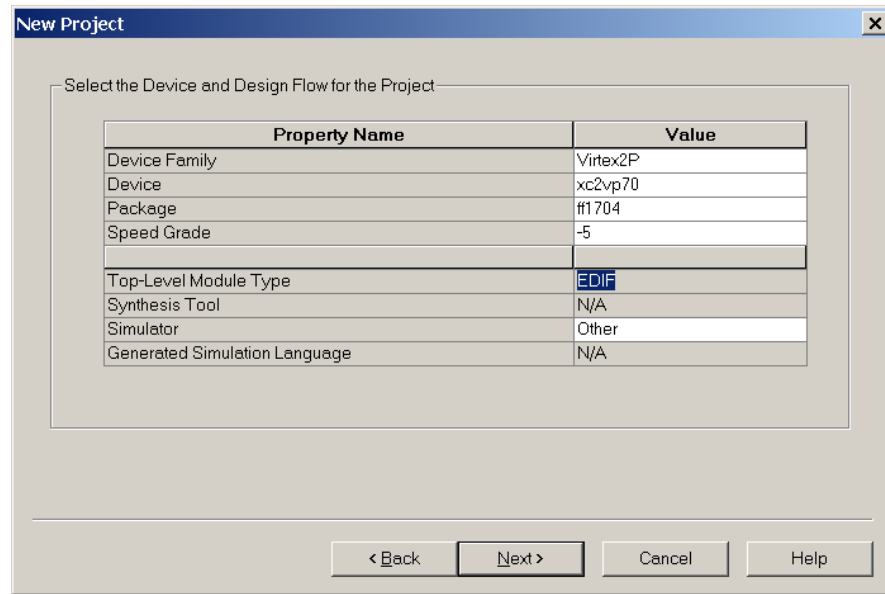 New Project
Select the Device and Design Flow for the Project
Property Name Value
Device Family Virtex2P
Device xc2vp70
Package ff1704
Speed Grade -5
Top-Level Module Type EDIF
Synthesis Tool N/A
Simulator Other
Generated Simulation Language N/A
< Back Next > Cancel Help